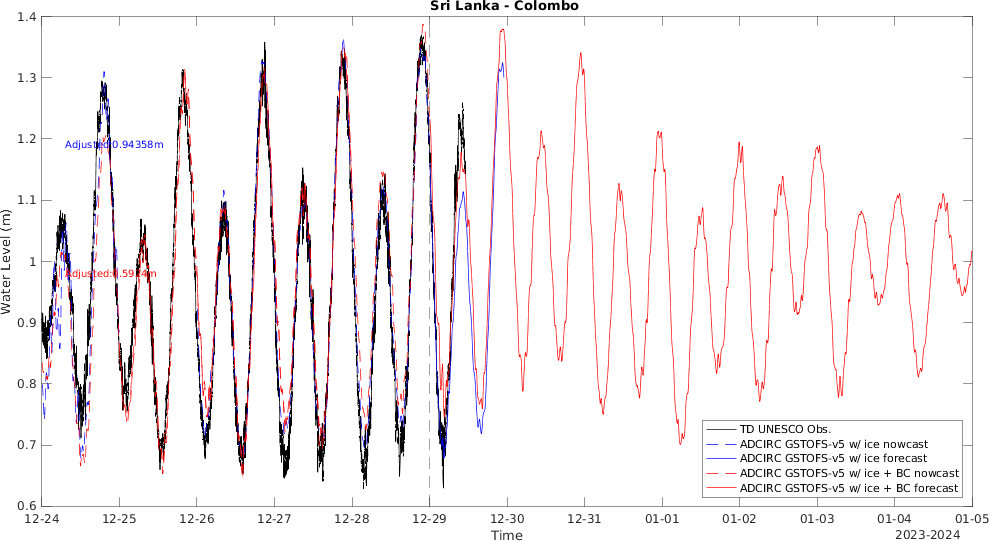 Sri Lanka - Colombo
1.4
1.3
1.2
1.1
1
0.9
0.8
0.7
0.6
Water Level (m)
Adjusted:0.94358m
TD UNESCO Obs.
ADCIRC GSTOFS-v5 w/ ice nowcast
ADCIRC GSTOFS-v5 w/ ice forecast
ADCIRC GSTOFS-v5 w/ ice + BC nowcast
ADCIRC GSTOFS-v5 w/ ice + BC forecast
12-24 12-25 12-26 12-27 12-28 12-29 12-30 12-31 01-01 01-02 01-03 01-04 01-05
Time
2023-2024